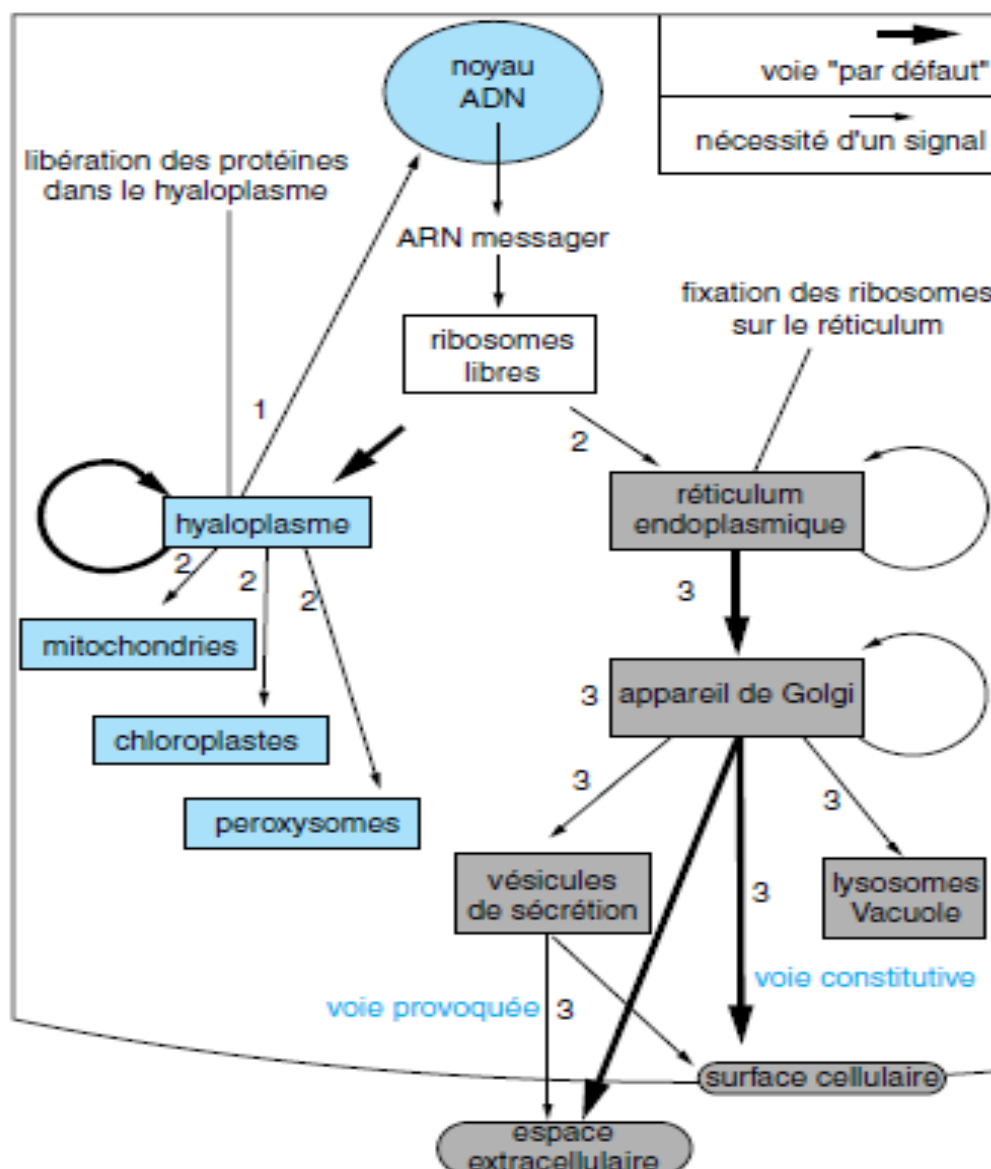 noyau
ADN
voie "par défaut"
nécessité d'un signal
libération des protéines
dans le hyaloplasme
ARN messager
fixation des ribosomes
sur le réticulum
ribosomes
libres
1
2
réticulum
endoplasmique
hyaloplasme
2
2
2
3
mitochondries
3
appareil de Golgi
chloroplastes
3
3
peroxysomes
vésicules
de sécrétion
3
lysosomes
Vacuole
voie provoquée
3
voie constitutive
surface cellulaire
espace
extracellulaire